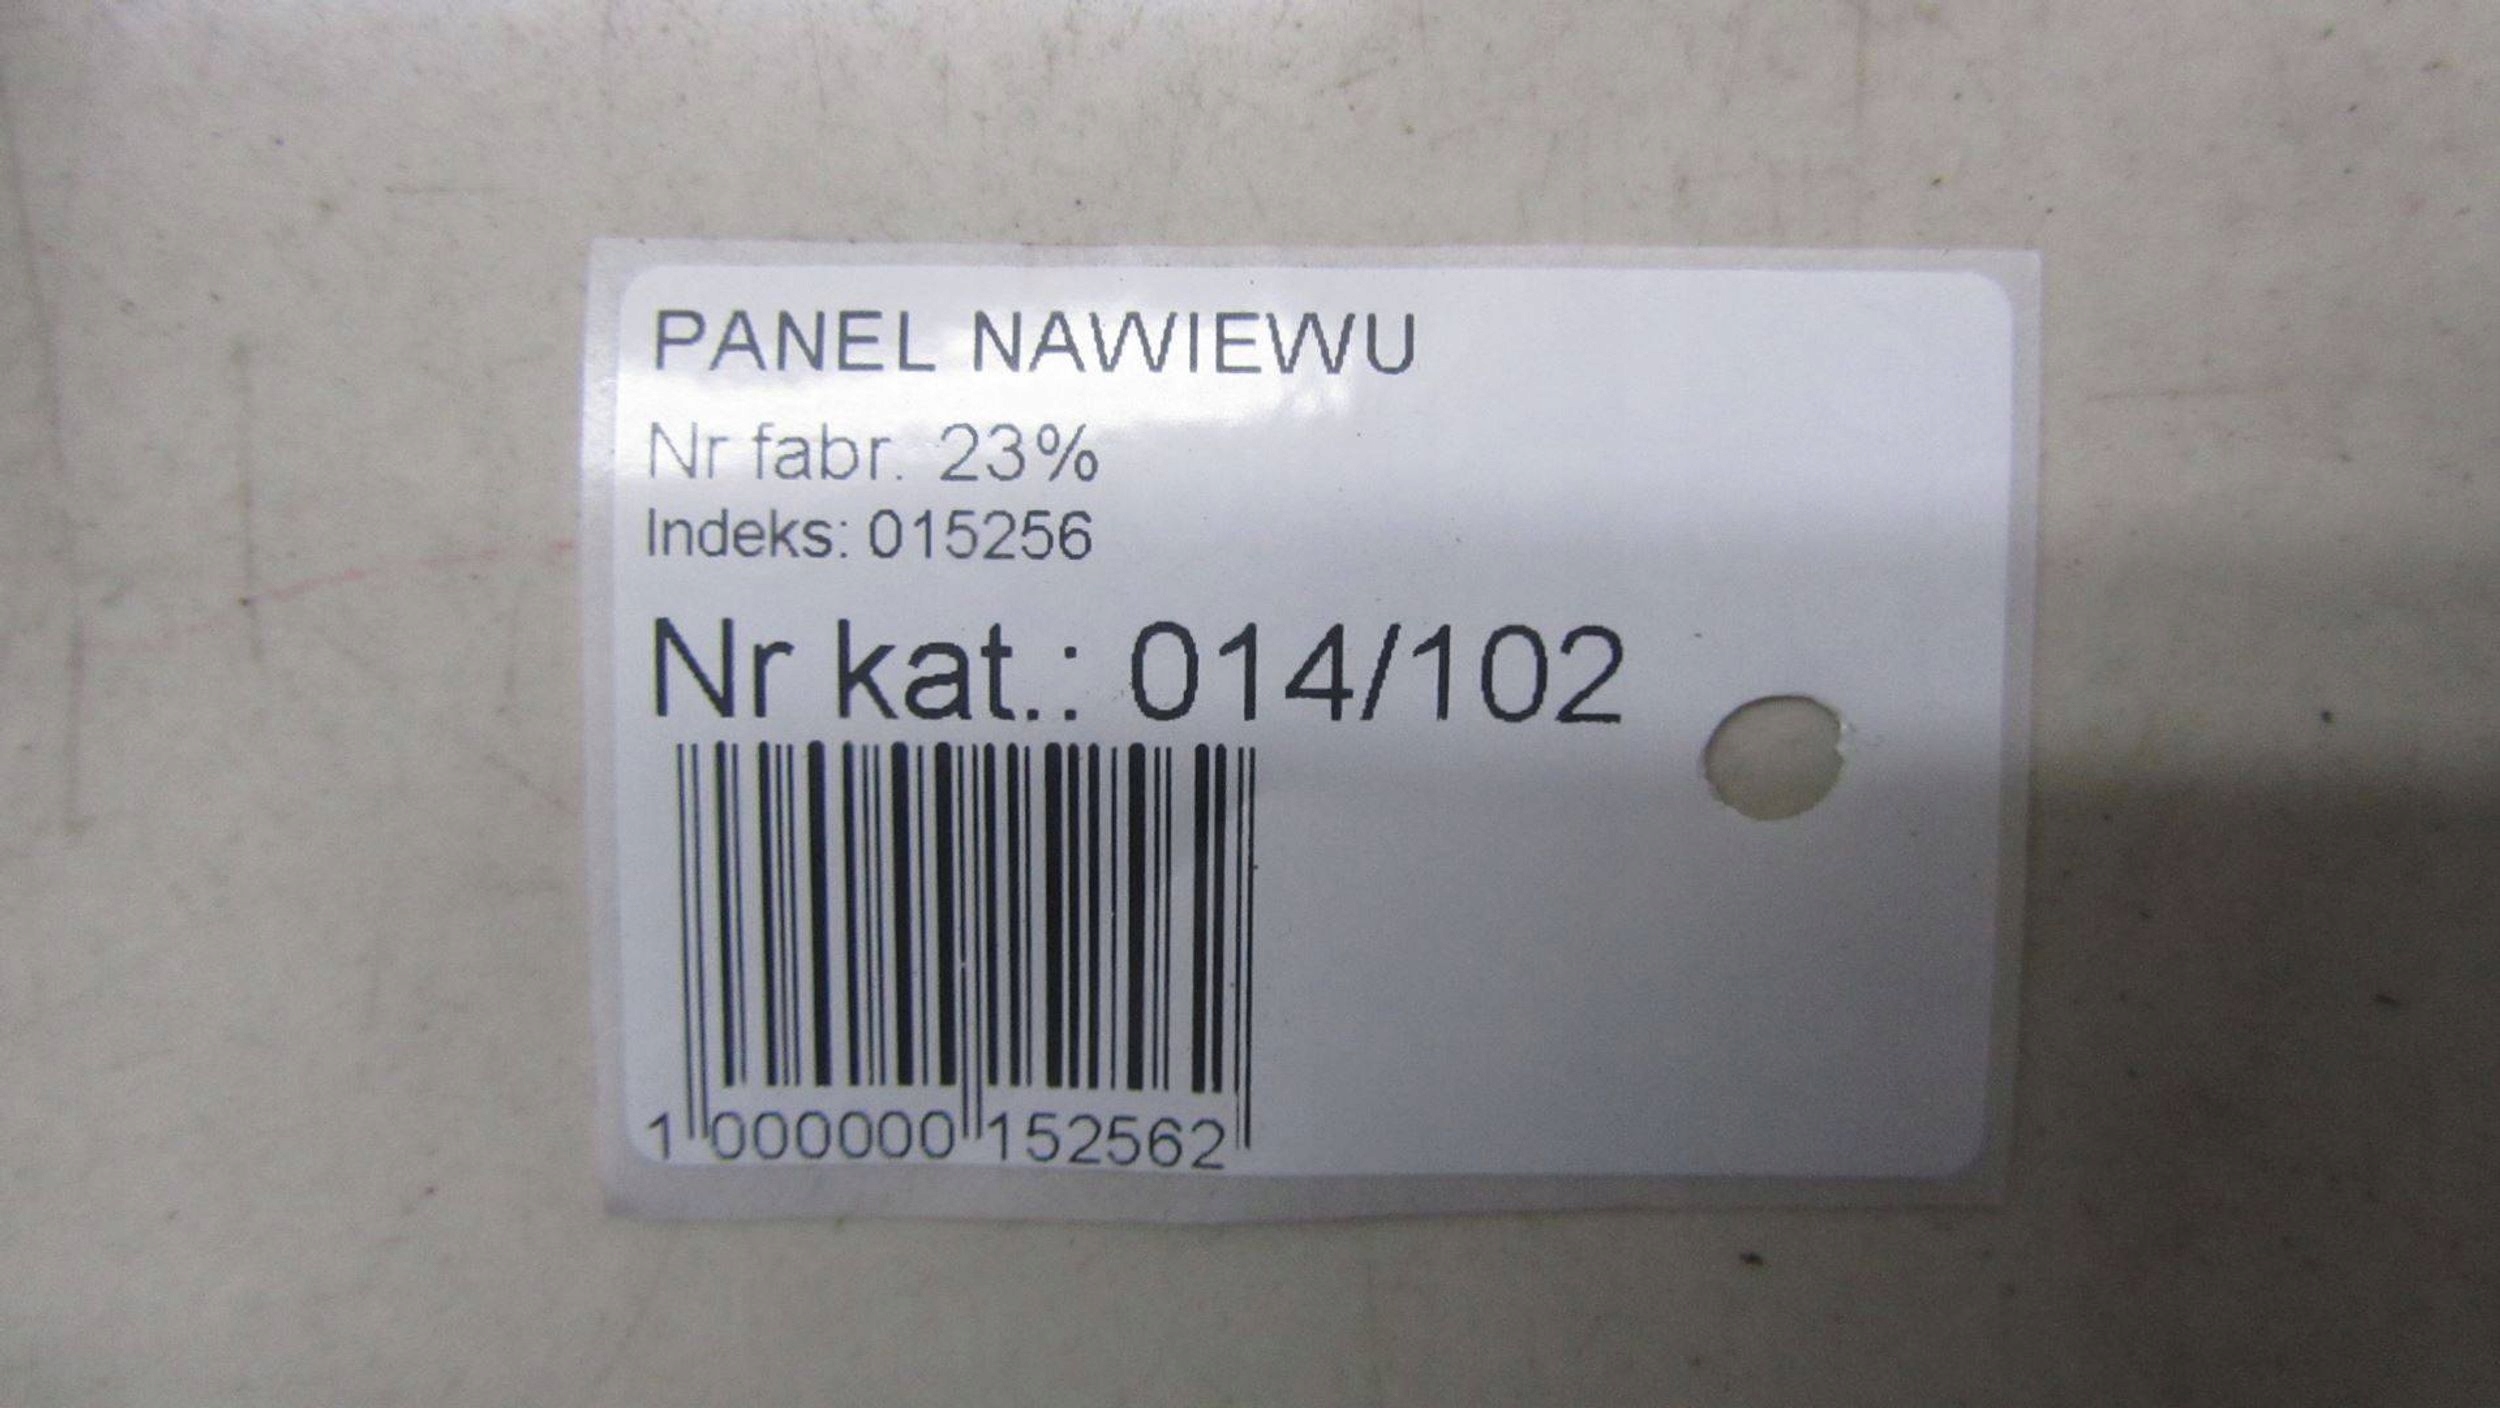 PANEL NAWIEWU
Nr fabr. 23%
Indeks: 015256
Nr kat.: 014/102
1 000000 152562